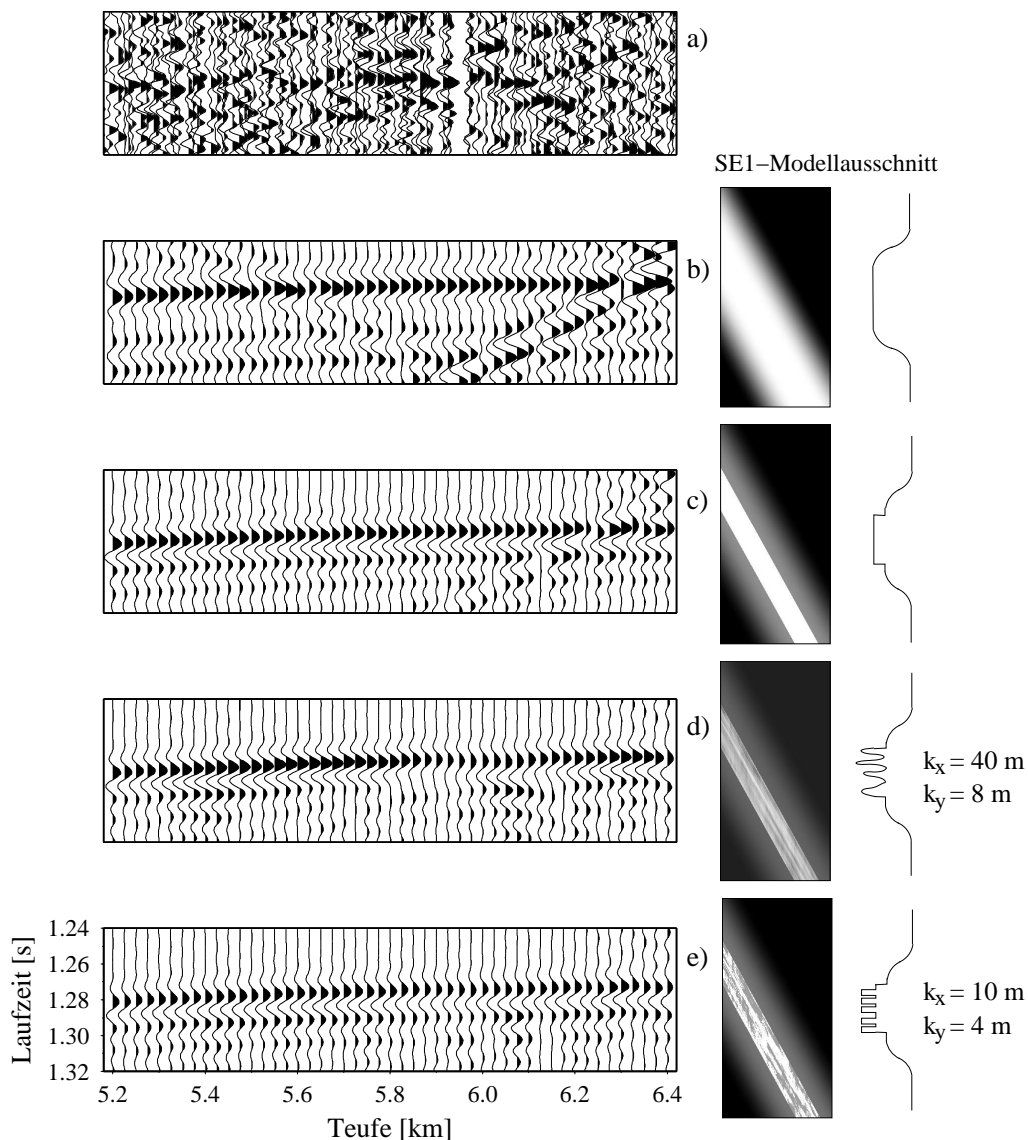 a)
SE1–Modellausschnitt
b)
c)
d)
k_x = 40 m
k_y = 8 m
e)
k_x = 10 m
k_y = 4 m
Laufzeit [s]
1.24
1.26
1.28
1.30
1.32
5.2 5.4 5.6 5.8 6.0 6.2 6.4
Teufe [km]